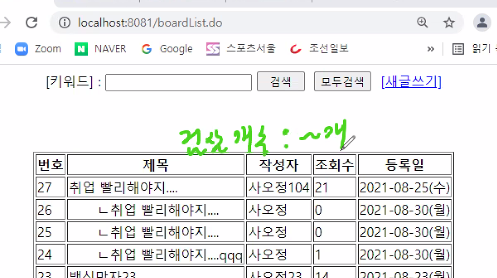 localhost:8081/boardList.do
Zoom NAVER Google 스포츠서울 조선일보 » 읽기
[키워드] : 검색 모두검색 [새글쓰기]
검색 개수 : ~개
번호 제목 작성자 조회수 등록일
27 취업 빨리해야지.... 사오정104 21 2021-08-25(수)
26 ㄴ취업 빨리해야지.... 사오정 0 2021-08-30(월)
25 ㄴ취업 빨리해야지.... 사오정 0 2021-08-30(월)
24 ㄴ취업 빨리해야지....qqq 사오정 1 2021-08-30(월)
23 백신맞자23 사오정23 14 2021-08-23(월)